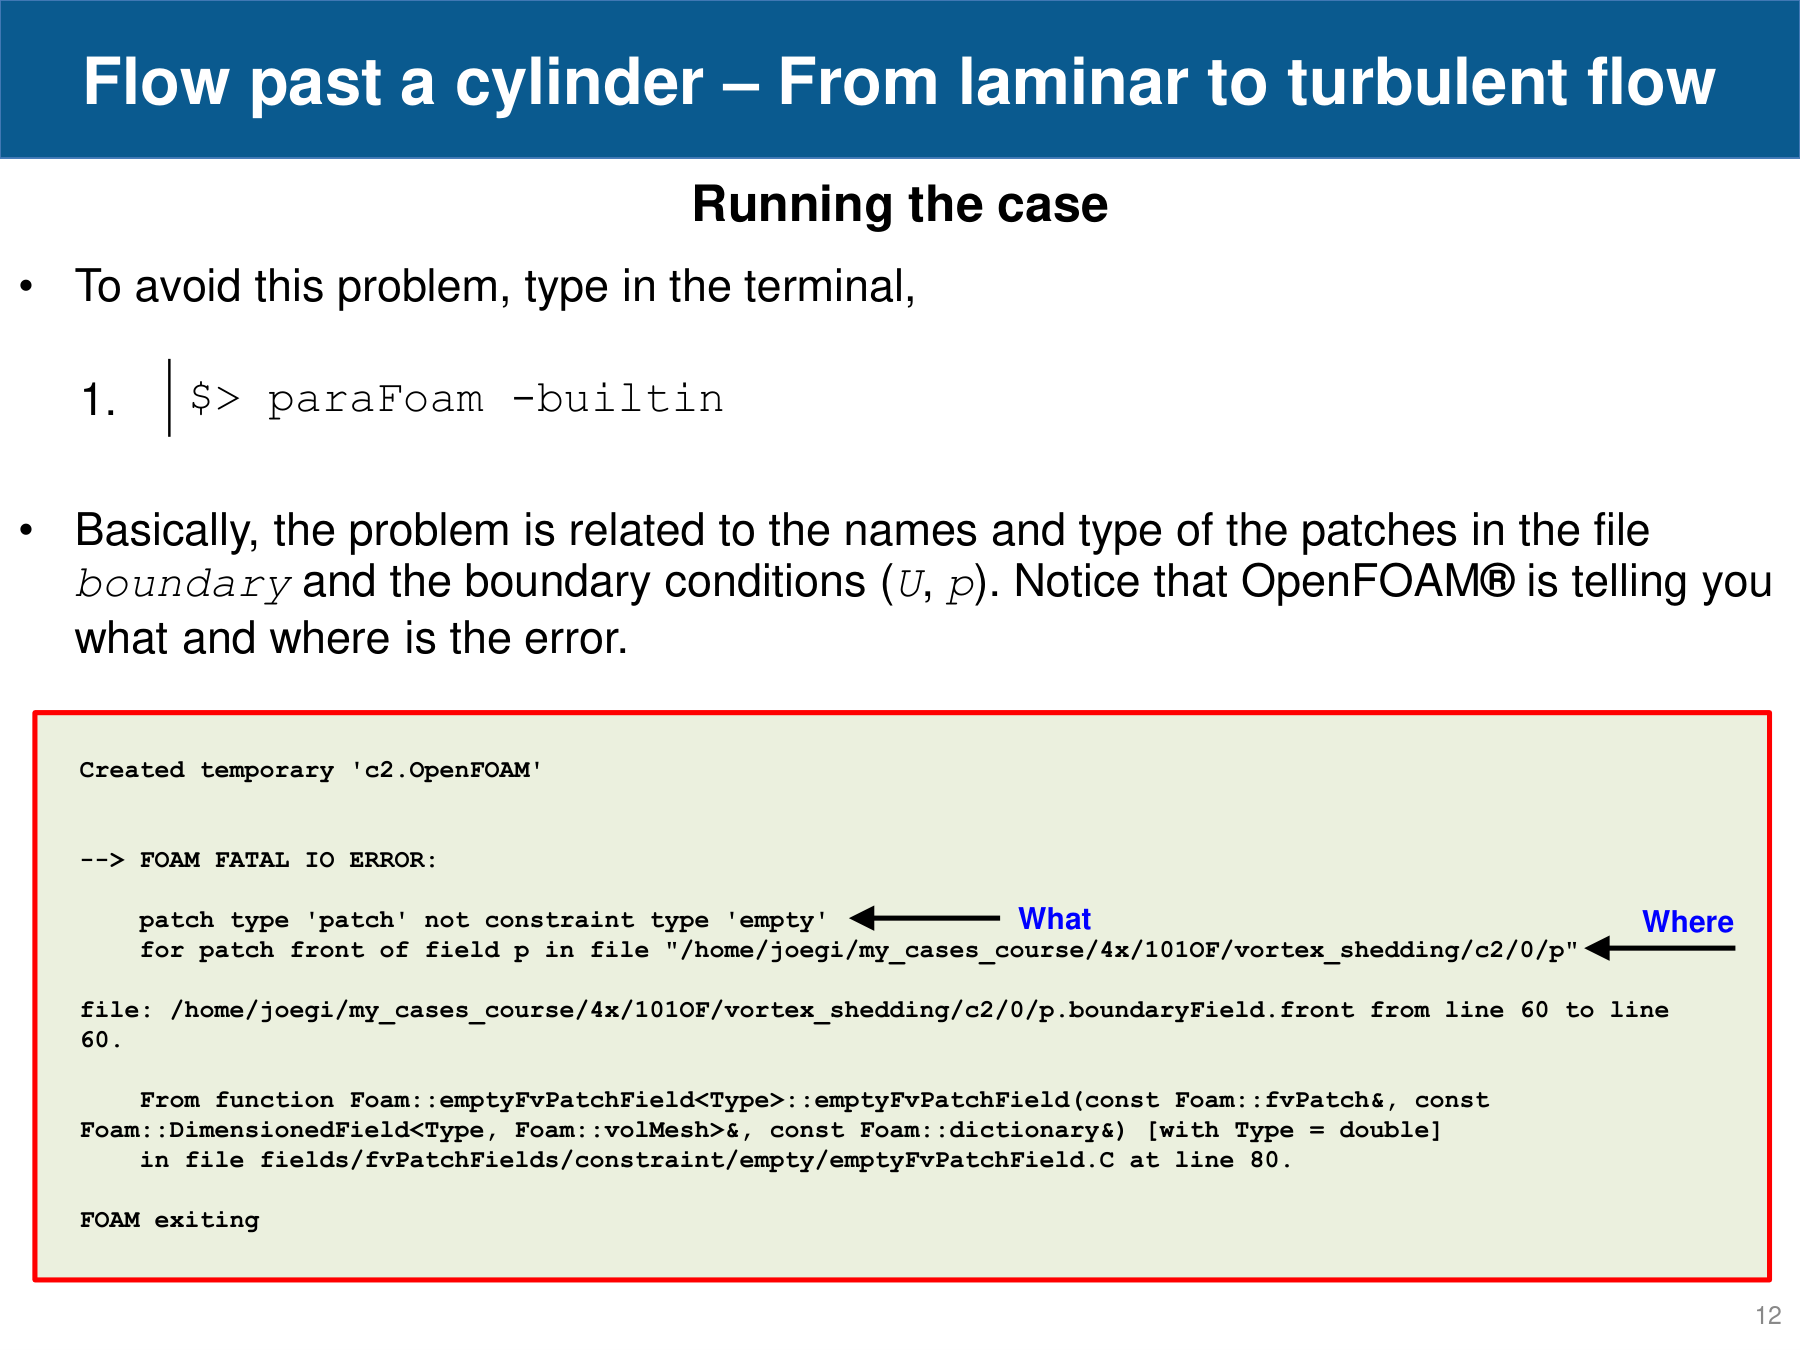 Flow past a cylinder – From laminar to turbulent flow
Running the case
• To avoid this problem, type in the terminal,
1. $> paraFoam -builtin
• Basically, the problem is related to the names and type of the patches in the file
boundary and the boundary conditions (U, p). Notice that OpenFOAM® is telling you
what and where is the error.
Created temporary 'c2.OpenFOAM'
--> FOAM FATAL IO ERROR:
patch type 'patch' not constraint type 'empty' What
Where
for patch front of field p in file "/home/joegi/my_cases_course/4x/101OF/vortex_shedding/c2/0/p"
file: /home/joegi/my_cases_course/4x/101OF/vortex_shedding/c2/0/p.boundaryField.front from line 60 to line
60.
From function Foam::emptyFvPatchField<Type>::emptyFvPatchField(const Foam::fvPatch&, const
Foam::DimensionedField<Type, Foam::volMesh>&, const Foam::dictionary&) [with Type = double]
in file fields/fvPatchFields/constraint/empty/emptyFvPatchField.C at line 80.
FOAM exiting
12